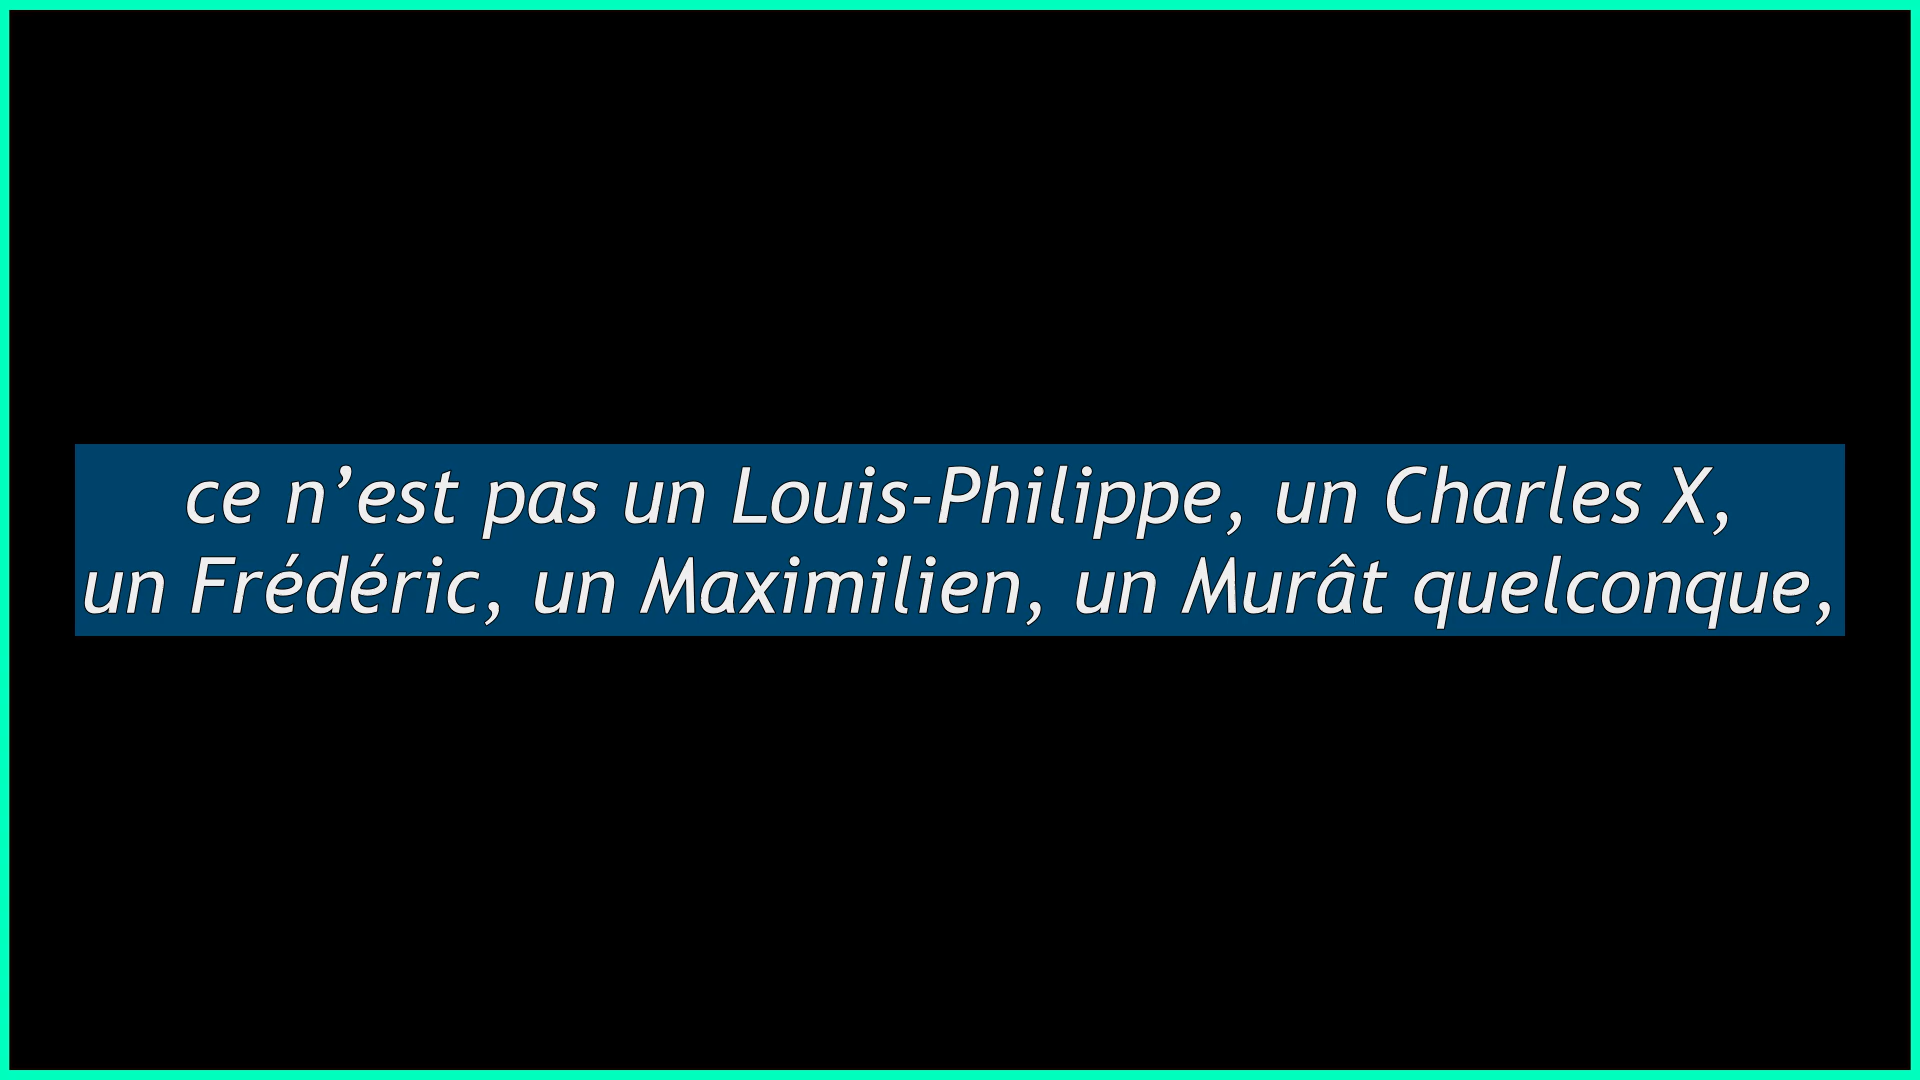 ce n’est pas un Louis-Philippe, un Charles X,
un Frédéric, un Maximilien, un Murât quelconque,